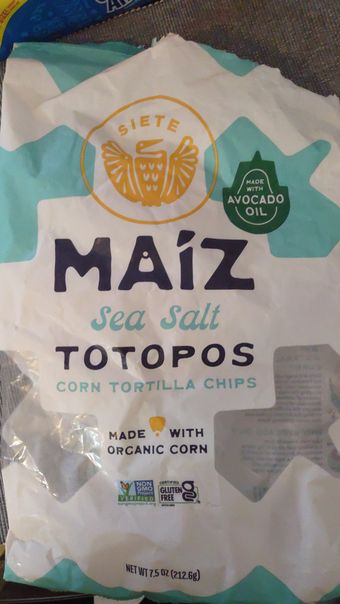 SIETE
MADE
WITH
AVOCADO
OIL
MAÍZ
Sea Salt
TOTOPOS
CORN TORTILLA CHIPS
MADE WITH
ORGANIC CORN
NON
GMO
VERIFIED
CERTIFIED
GLUTEN
FREE
NET WT 7.5 OZ (212.6g)